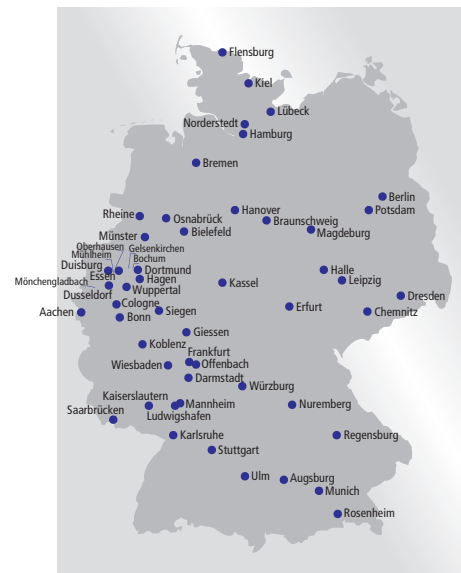 Flensburg
Kiel
Lübeck
Norderstedt
Hamburg
Bremen
Berlin
Potsdam
Rheine
Osnabrück
Hanover
Braunschweig
Magdeburg
Münster
Bielefeld
Oberhausen
Gelsenkirchen
Mühlheim
Bochum
Duisburg
Essen
Dortmund
Halle
Hagen
Leipzig
Mönchengladbach
Wuppertal
Kassel
Dusseldorf
Dresden
Cologne
Siegen
Erfurt
Chemnitz
Aachen
Bonn
Giessen
Koblenz
Frankfurt
Wiesbaden
Offenbach
Darmstadt
Würzburg
Kaiserslautern
Mannheim
Nuremberg
Saarbrücken
Ludwigshafen
Karlsruhe
Regensburg
Stuttgart
Ulm
Augsburg
Munich
Rosenheim